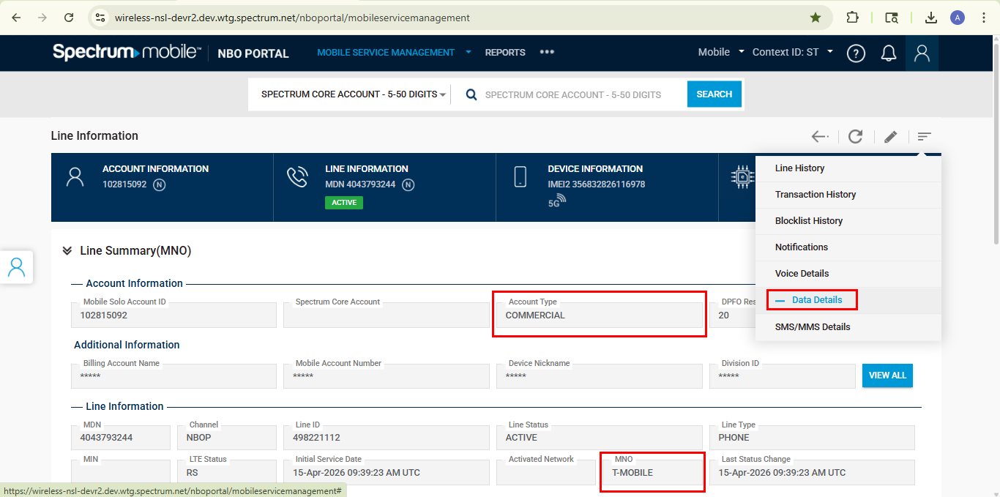 wireless-nsl-devr2.dev.wtg.spectrum.net/nboportal/mobileservicemanagement
A
Spectrum mobile™ NBO PORTAL MOBILE SERVICE MANAGEMENT REPORTS ••• Mobile Context ID: ST ?
SPECTRUM CORE ACCOUNT - 5-50 DIGITS SPECTRUM CORE ACCOUNT - 5-50 DIGITS SEARCH
Line Information
ACCOUNT INFORMATION
102815092 N
LINE INFORMATION
MDN 4043793244 N
ACTIVE
DEVICE INFORMATION
IMEI2 356832826116978
5G
e
Line History
Transaction History
Blocklist History
Notifications
Voice Details
Data Details
SMS/MMS Details
Line Summary(MNO)
Account Information
Mobile Solo Account ID Spectrum Core Account Account Type DPFO Res
102815092 COMMERCIAL 20
Additional Information
Billing Account Name Mobile Account Number Device Nickname Division ID
***** ***** ***** ***** VIEW ALL
Line Information
MDN Channel Line ID Line Status Line Type
4043793244 NBOP 498221112 ACTIVE PHONE
MIN LTE Status Initial Service Date Activated Network MNO Last Status Change
RS 15-Apr-2026 09:39:23 AM UTC T-MOBILE 15-Apr-2026 09:39:23 AM UTC
https://wireless-nsl-devr2.dev.wtg.spectrum.net/nboportal/mobileservicemanagement#